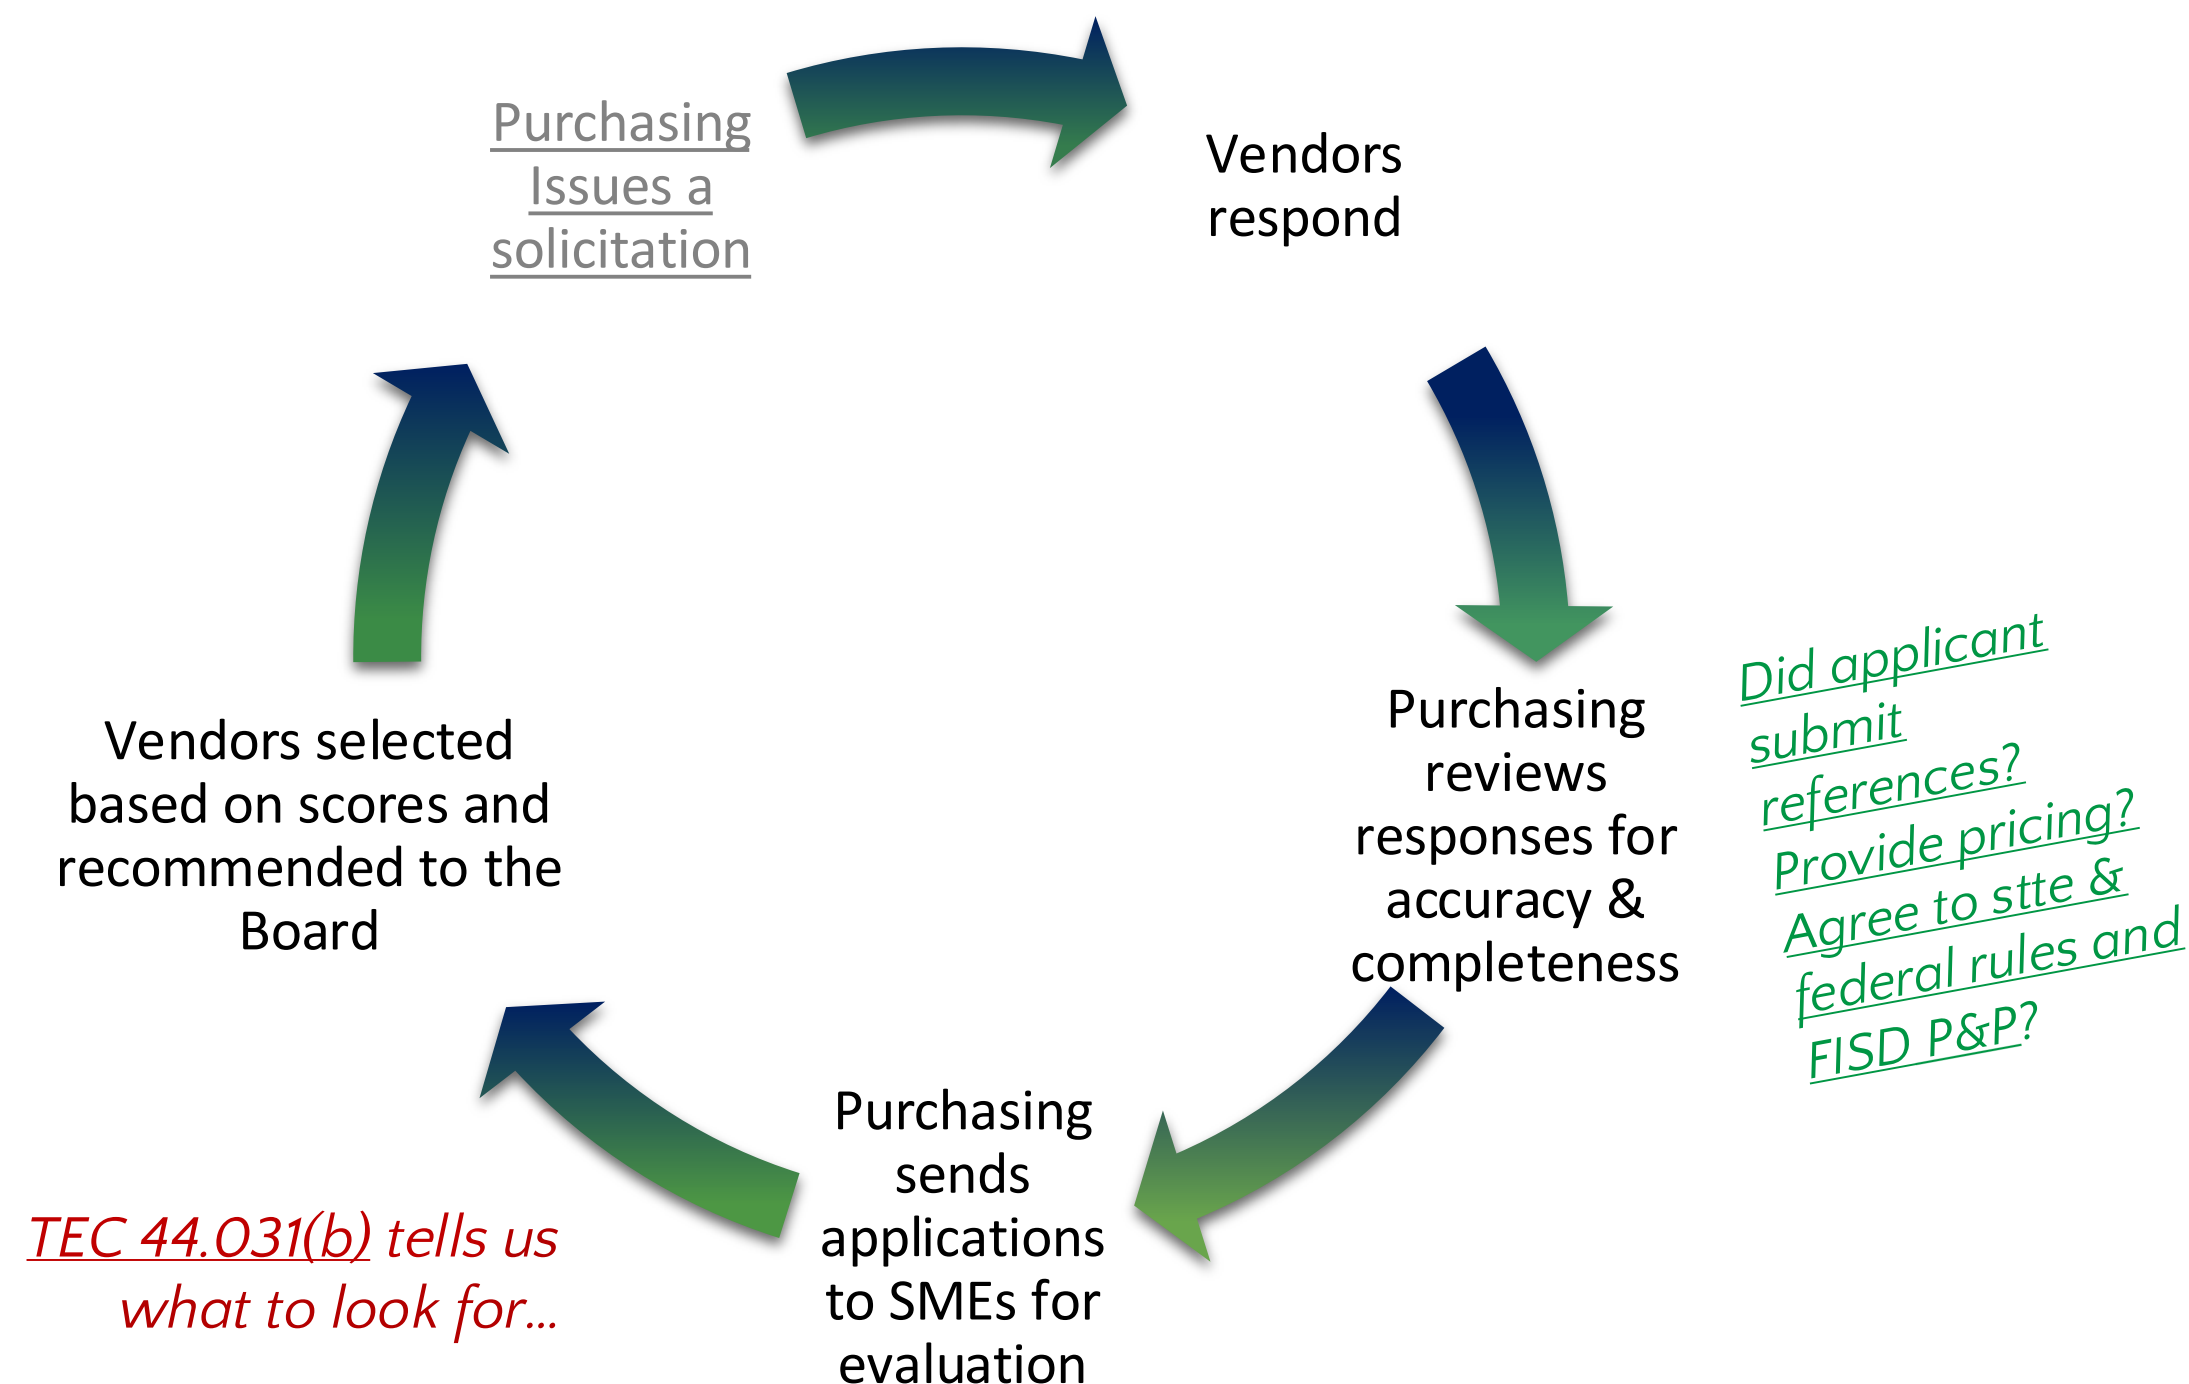 Purchasing
Issues a
solicitation
Vendors
respond
Purchasing
reviews
responses for
accuracy &
completeness
Did applicant
submit
references?
Provide pricing?
Agree to stte &
federal rules and
FISD P&P?
Purchasing
sends
applications
to SMEs for
evaluation
TEC 44.031(b) tells us
what to look for...
Vendors selected
based on scores and
recommended to the
Board